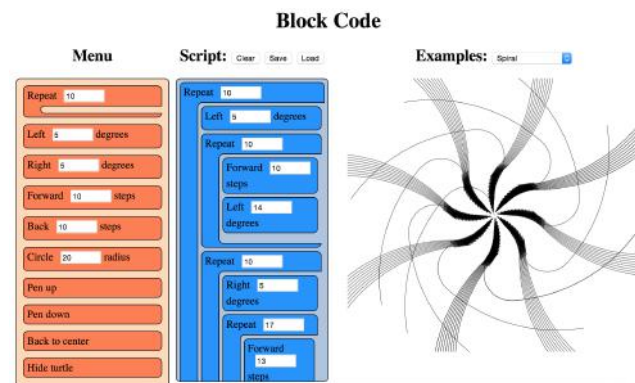 Block Code
Menu
Script: Clear Save Load
Examples: Spiral
Repeat 10
Left 5 degrees
Right 5 degrees
Forward 10 steps
Back 10 steps
Circle 20 radius
Pen up
Pen down
Back to center
Hide turtle
Repeat 16
Left 5 degrees
Repeat 10
Forward 10
steps
Left 14
degrees
Repeat 10
Right 5
degrees
Repeat 17
Forward
13
steps